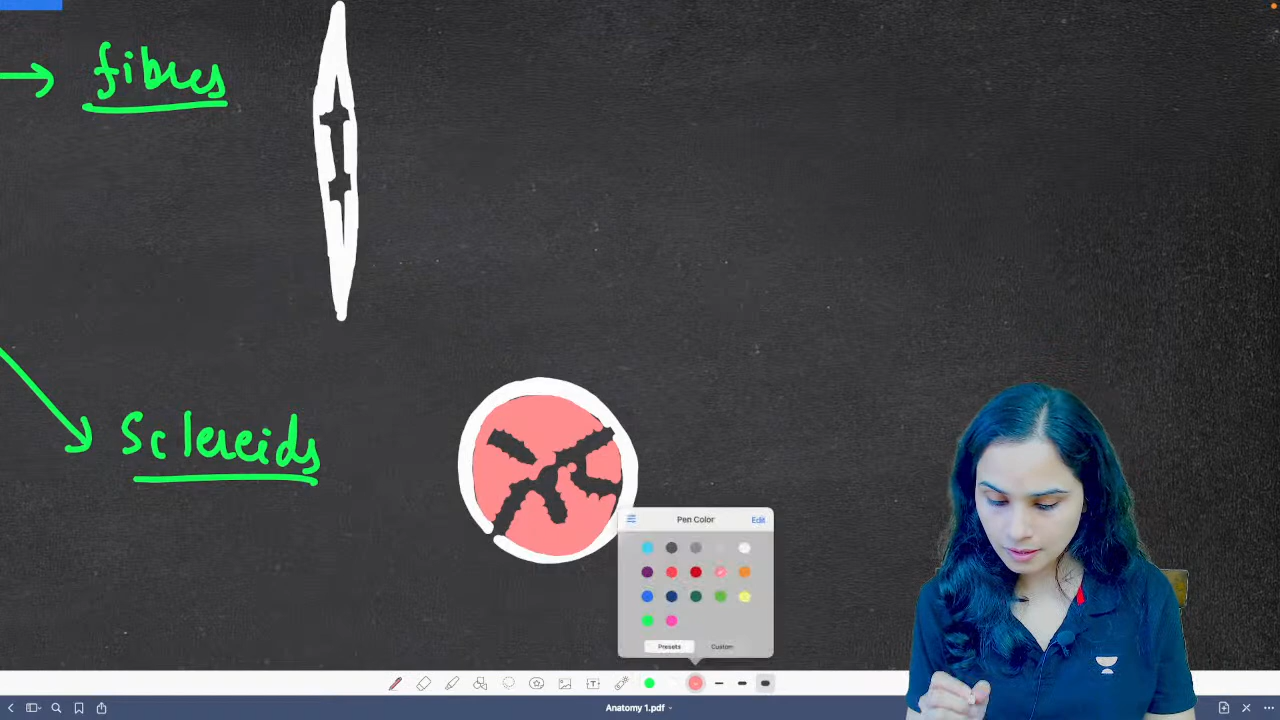 fibres
Sclereids
Pen Color
Edit
Presets
Custom
Anatomy 1.pdf